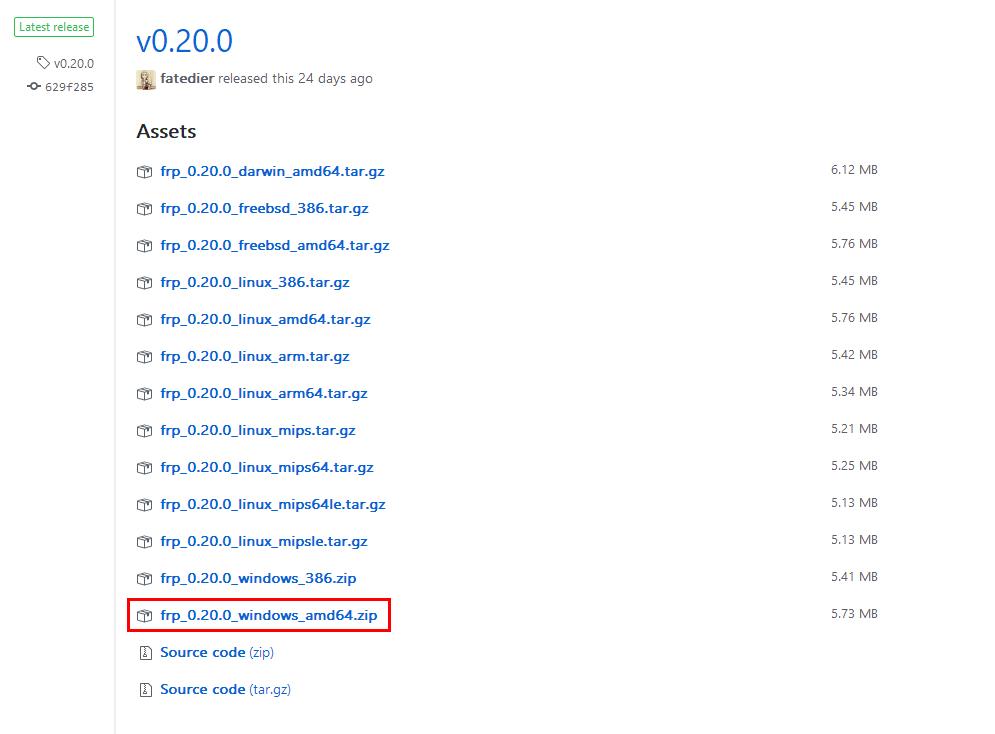 Latest release
v0.20.0
629f285
v0.20.0
fatedier released this 24 days ago
Assets
frp_0.20.0_darwin_amd64.tar.gz 6.12 MB
frp_0.20.0_freebsd_386.tar.gz 5.45 MB
frp_0.20.0_freebsd_amd64.tar.gz 5.76 MB
frp_0.20.0_linux_386.tar.gz 5.45 MB
frp_0.20.0_linux_amd64.tar.gz 5.76 MB
frp_0.20.0_linux_arm.tar.gz 5.42 MB
frp_0.20.0_linux_arm64.tar.gz 5.34 MB
frp_0.20.0_linux_mips.tar.gz 5.21 MB
frp_0.20.0_linux_mips64.tar.gz 5.25 MB
frp_0.20.0_linux_mips64le.tar.gz 5.13 MB
frp_0.20.0_linux_mipsle.tar.gz 5.13 MB
frp_0.20.0_windows_386.zip 5.41 MB
frp_0.20.0_windows_amd64.zip 5.73 MB
Source code (zip)
Source code (tar.gz)